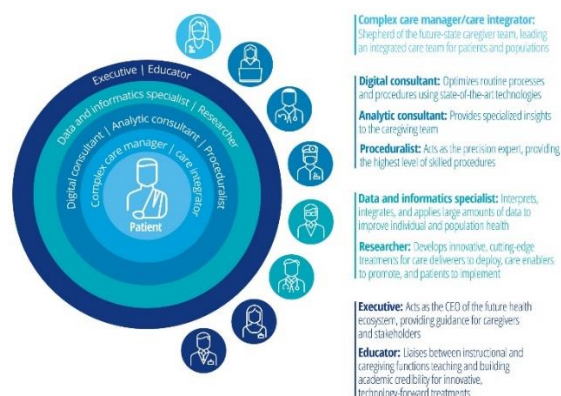 Executive | Educator
Data and informatics specialist | Researcher
Digital consultant | Analytic consultant | Proceduralist
Complex care manager | care integrator
Patient
Complex care manager/care integrator:
Shepherd of the future-state caregiver team, leading
an integrated care team for patients and populations
Digital consultant: Optimizes routine processes
and procedures using state-of-the-art technologies
Analytic consultant: Provides specialized insights
to the caregiving team
Proceduralist: Acts as the precision expert, providing
the highest level of skilled procedures
Data and informatics specialist: Interprets,
integrates, and applies large amounts of data to
improve individual and population health
Researcher: Develops innovative, cutting-edge
treatments for care deliverers to deploy, care enablers
to promote, and patients to implement
Executive: Acts as the CEO of the future health
ecosystem, providing guidance for caregivers
and stakeholders
Educator: Liaises between instructional and
caregiving functions teaching and building
academic credibility for innovative,
technology-forward treatments